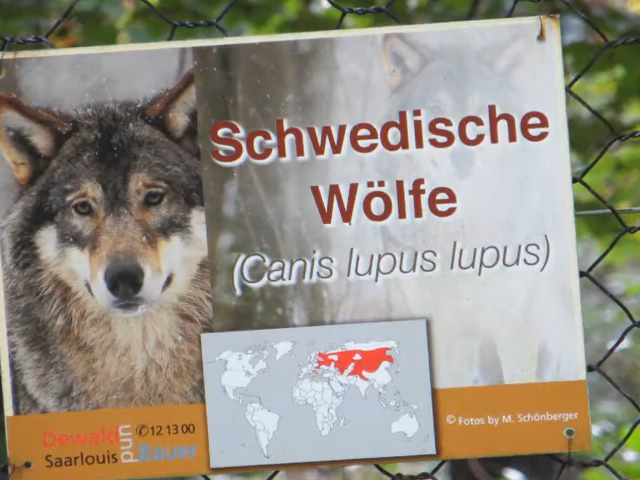 Schwedische
Wölfe
(Canis lupus lupus)
Dewald und Bauer
Saarlouis ✆ 12 13 00
© Fotos by M. Schönberger